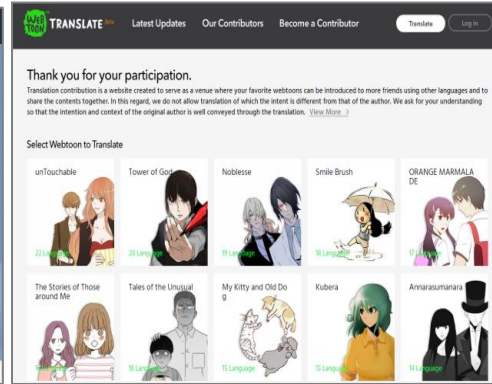 WEB TOON TRANSLATE Beta Latest Updates Our Contributors Become a Contributor Translate Log in
Thank you for your participation.
Translation contribution is a website created to serve as a venue where your favorite webtoons can be introduced to more friends using other languages and to
share the contents together. In this regard, we do not allow translation of which the intent is different from that of the author. We ask for your understanding
so that the intention and context of the original author is well conveyed through the translation. View More >
Select Webtoon to Translate
unTouchable Tower of God Noblesse Smile Brush ORANGE MARMALA
DE
22 Language 20 Language 19 Language 18 Language 17 Language
The Stories of Those Tales of the Unusual My Kitty and Old Do Kubera Annarasumanara
around Me g
16 Language 15 Language 15 Language 14 Language